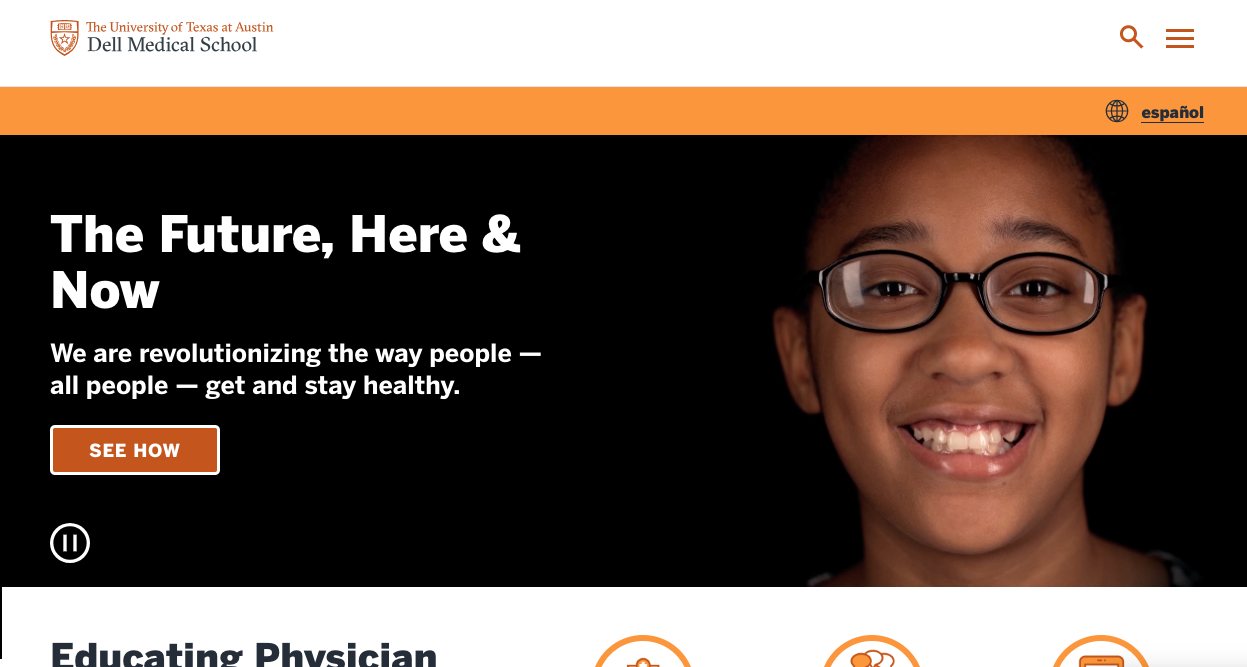 The University of Texas at Austin
Dell Medical School
español
The Future, Here &
Now
We are revolutionizing the way people —
all people — get and stay healthy.
SEE HOW
Educating Physician